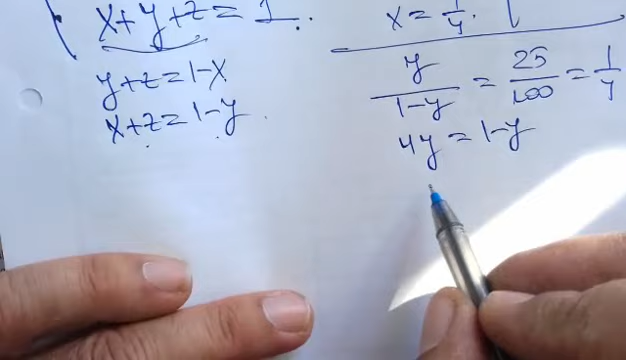 x+y+z=1
y+z=1-x
x+z=1-y
x=1/4.
y/(1-y) = 25/100 = 1/4
4y=1-y